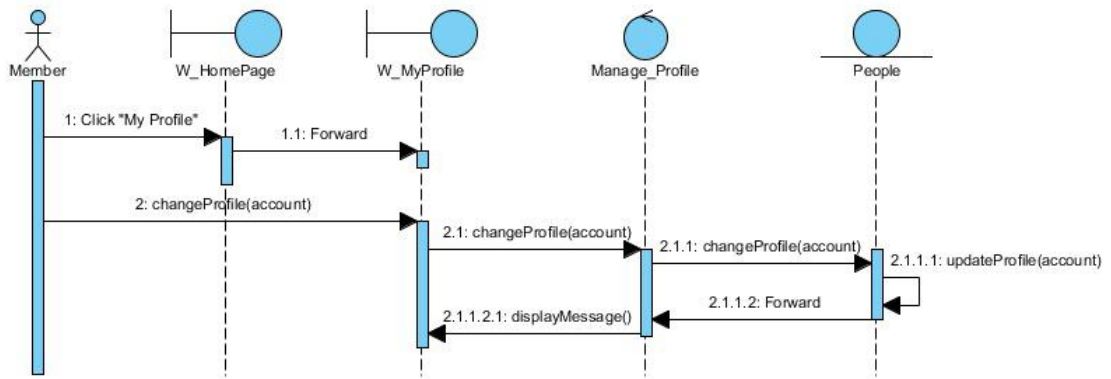 Member
W_HomePage
W_MyProfile
Manage_Profile
People
1: Click "My Profile"
1.1: Forward
2: changeProfile(account)
2.1: changeProfile(account)
2.1.1: changeProfile(account)
2.1.1.1: updateProfile(account)
2.1.1.2: Forward
2.1.1.2.1: displayMessage()